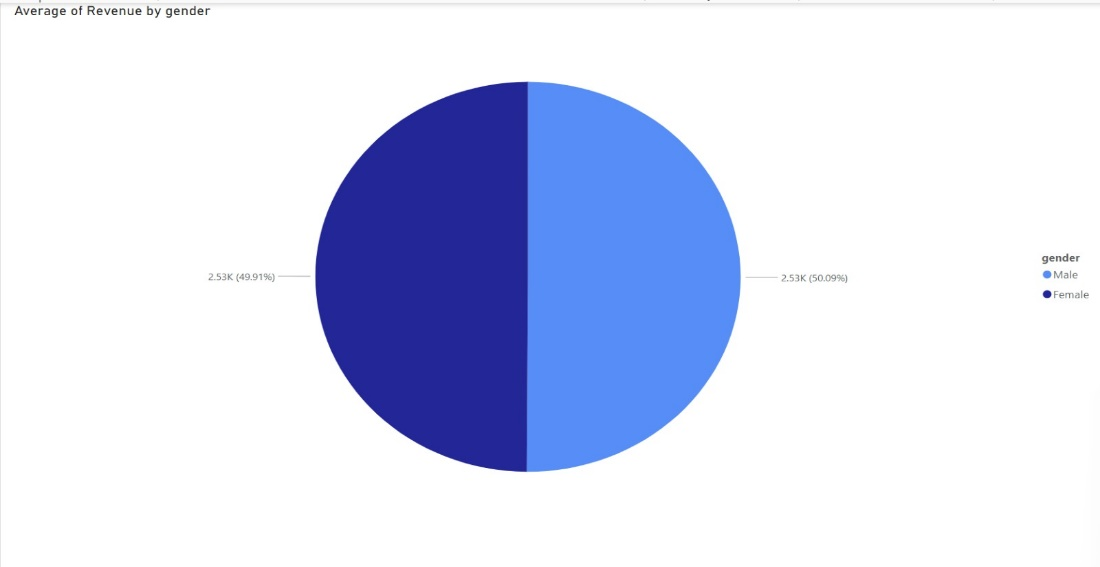 Average of Revenue by gender
2.53K (49.91%)
2.53K (50.09%)
gender
Male
Female